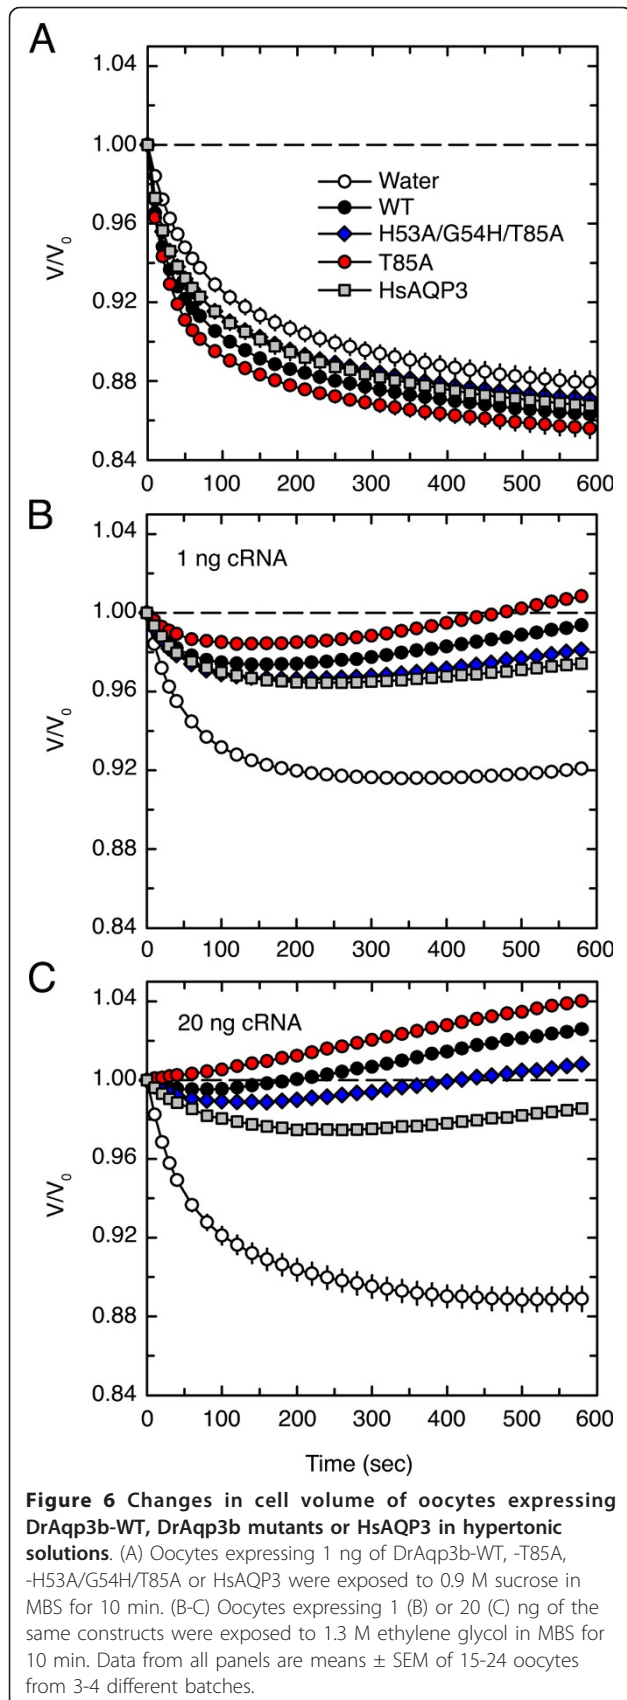 A
1.04
1.00
0.96
0.92
0.88
0.84
V/V0
Water
WT
H53A/G54H/T85A
T85A
HsAQP3
0 100 200 300 400 500 600
B
1.04
1.00
0.96
0.92
0.88
0.84
V/V0
1 ng cRNA
0 100 200 300 400 500 600
C
1.04
1.00
0.96
0.92
0.88
0.84
V/V0
20 ng cRNA
0 100 200 300 400 500 600
Time (sec)
Figure 6 Changes in cell volume of oocytes expressing
DrAqp3b-WT, DrAqp3b mutants or HsAQP3 in hypertonic
solutions. (A) Oocytes expressing 1 ng of DrAqp3b-WT, -T85A,
-H53A/G54H/T85A or HsAQP3 were exposed to 0.9 M sucrose in
MBS for 10 min. (B-C) Oocytes expressing 1 (B) or 20 (C) ng of the
same constructs were exposed to 1.3 M ethylene glycol in MBS for
10 min. Data from all panels are means ± SEM of 15-24 oocytes
from 3-4 different batches.